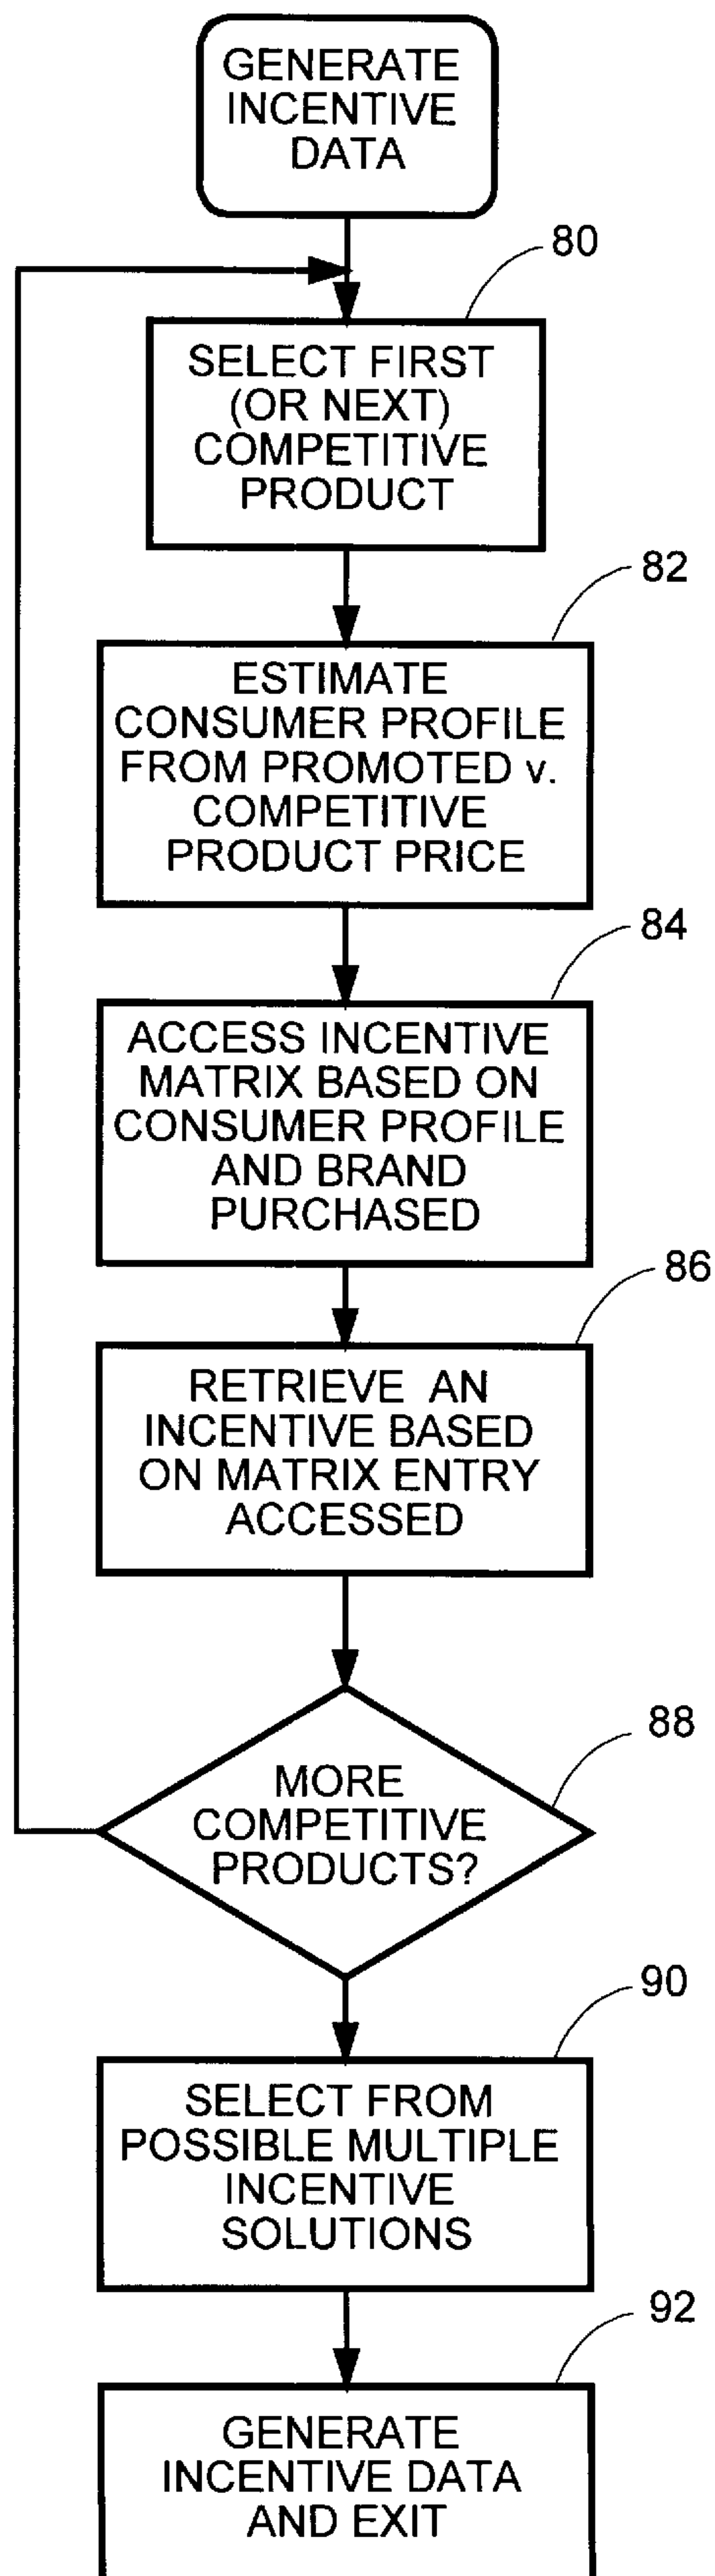 GENERATE
INCENTIVE
DATA
80
SELECT FIRST
(OR NEXT)
COMPETITIVE
PRODUCT
82
ESTIMATE
CONSUMER PROFILE
FROM PROMOTED v.
COMPETITIVE
PRODUCT PRICE
84
ACCESS INCENTIVE
MATRIX BASED ON
CONSUMER PROFILE
AND BRAND
PURCHASED
86
RETRIEVE AN
INCENTIVE BASED
ON MATRIX ENTRY
ACCESSED
88
MORE
COMPETITIVE
PRODUCTS?
90
SELECT FROM
POSSIBLE MULTIPLE
INCENTIVE
SOLUTIONS
92
GENERATE
INCENTIVE DATA
AND EXIT